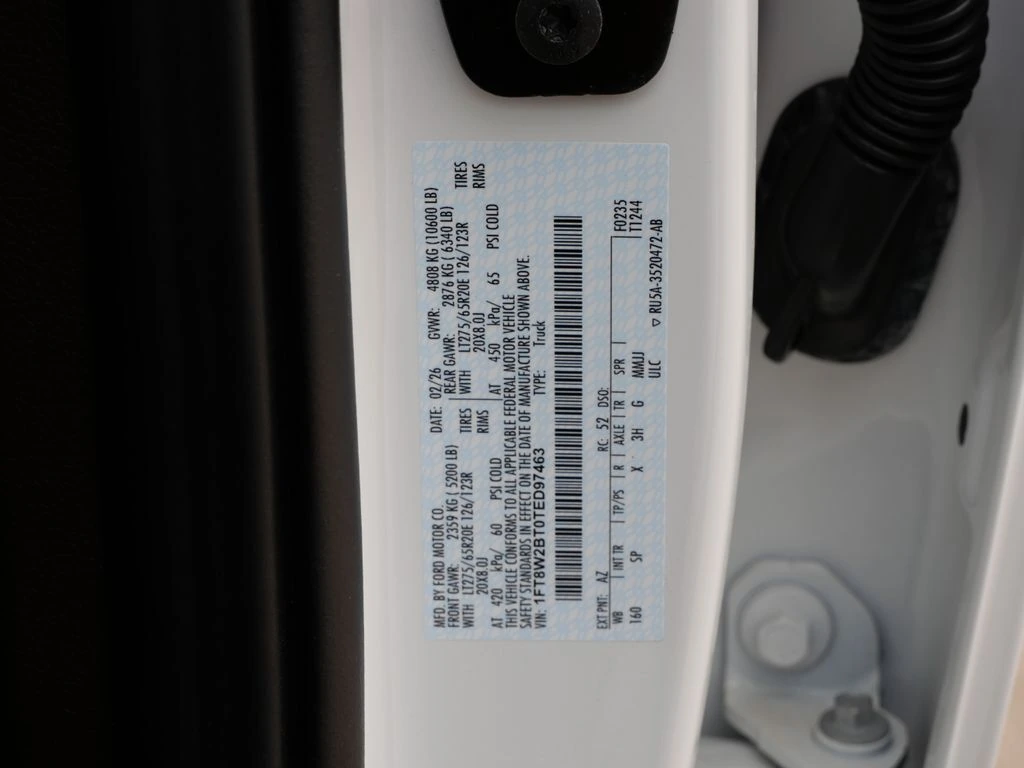 MFD. BY FORD MOTOR CO. DATE: 02/26 GVWR: 4808 KG (10600 LB)
FRONT GAWR: 2359 KG ( 5200 LB) REAR GAWR: 2876 KG ( 6340 LB)
WITH LT275/65R20E 126/123R TIRES WITH LT275/65R20E 126/123R TIRES
20X8.0J RIMS 20X8.0J RIMS
AT 420 kPa/ 60 PSI COLD AT 450 kPa/ 65 PSI COLD
THIS VEHICLE CONFORMS TO ALL APPLICABLE FEDERAL MOTOR VEHICLE
SAFETY STANDARDS IN EFFECT ON THE DATE OF MANUFACTURE SHOWN ABOVE.
VIN: 1FT8W2BT0TED97463 TYPE: Truck
EXT PNT: AZ RC: 52 DSO: F0235
WB INT TR TP/PS R AXLE TR SPR T1244
160 SP X 3H G MMJJ
ULC RU5A-3520472-AB